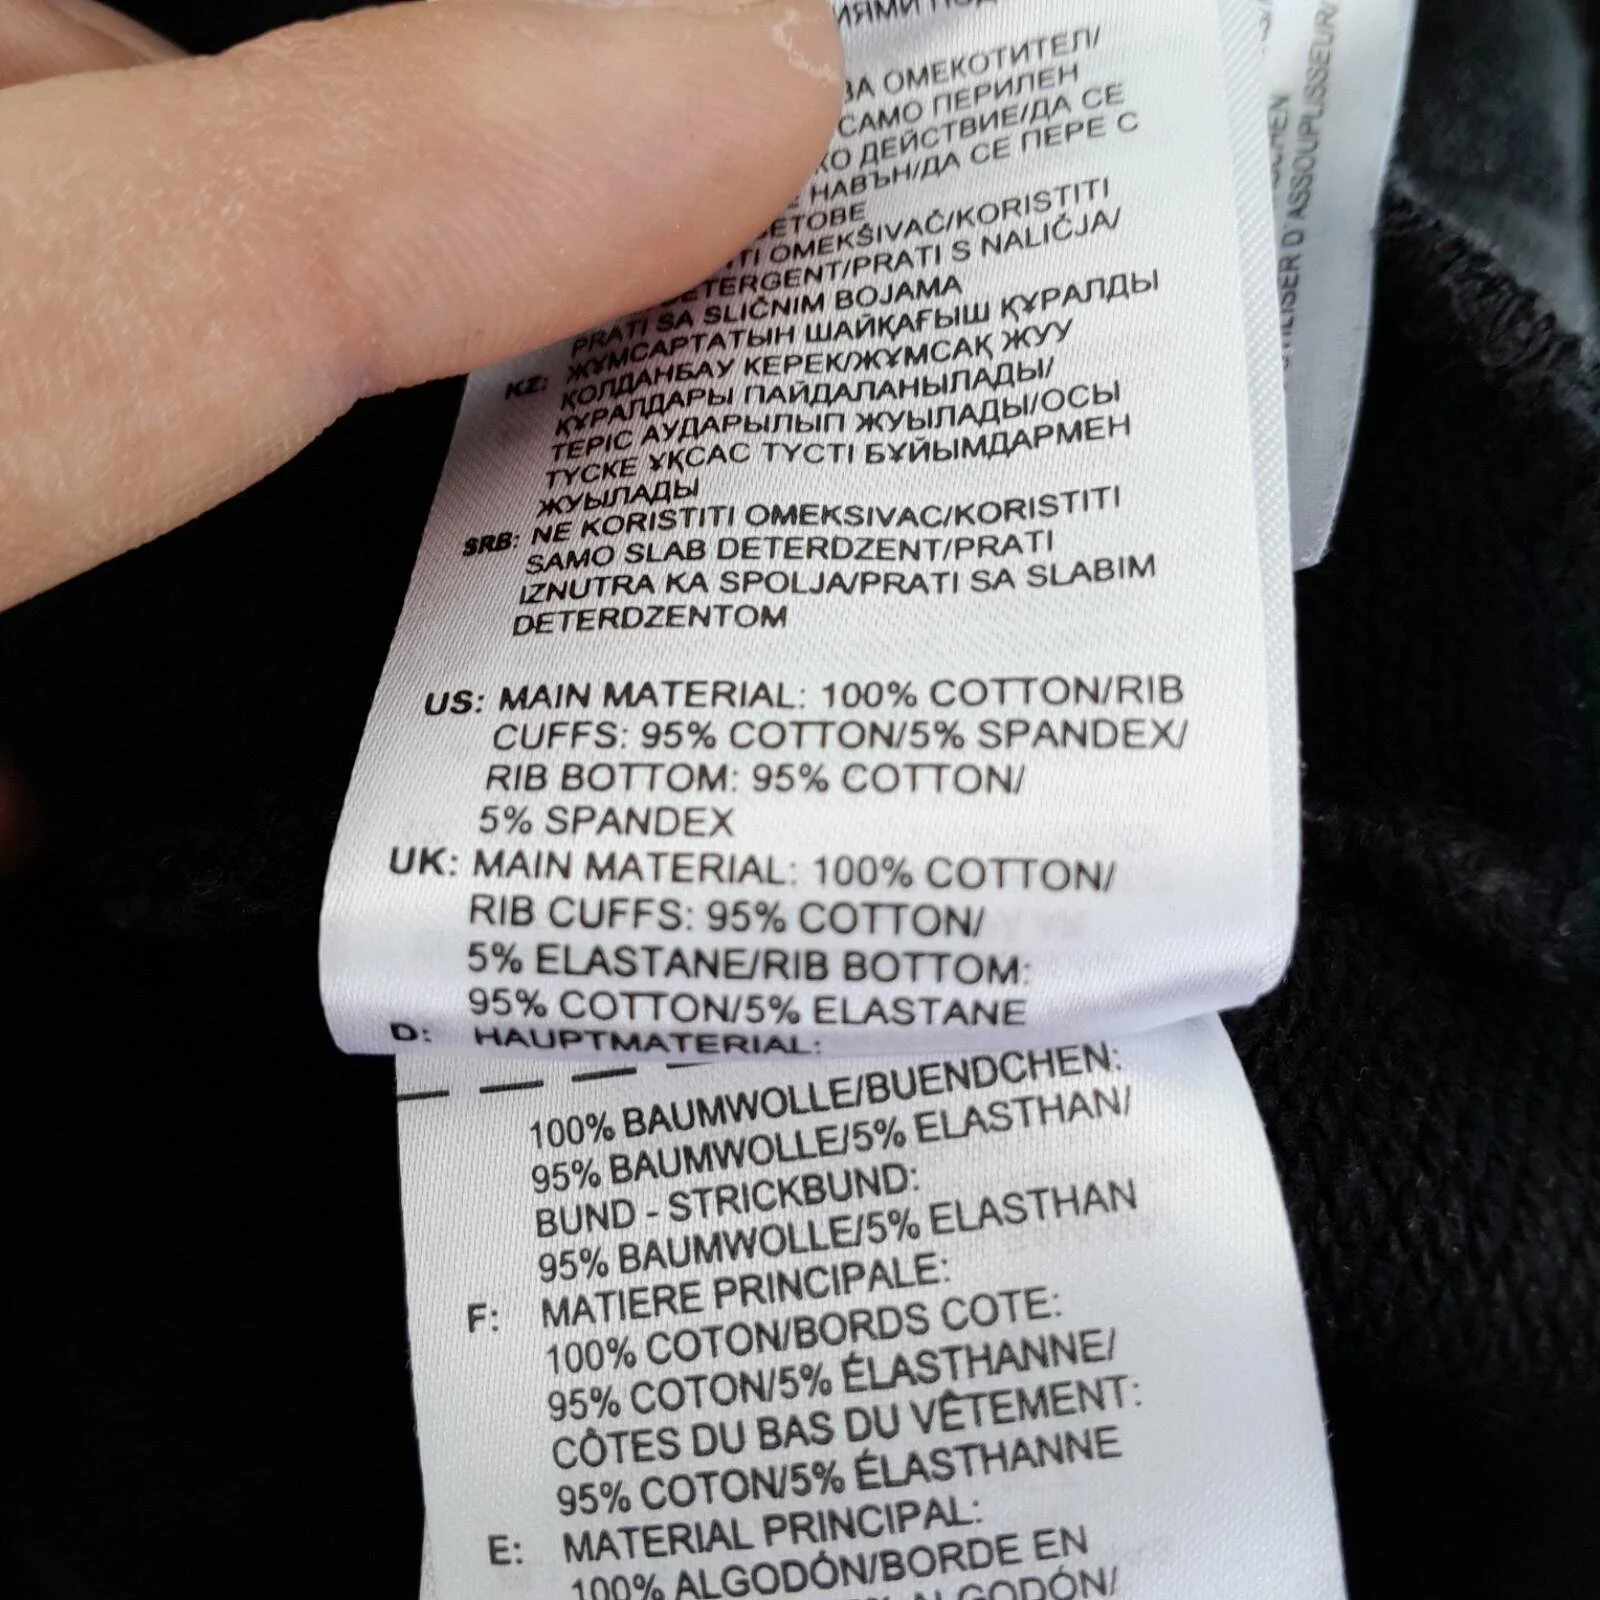 ЗА ОМЕКОТИТЕЛ/
САМО ПЕРИЛЕН
ДЕЙСТВИЕ/ДА СЕ
НАВЪН/ДА СЕ ПЕРЕ С
OMEKŠIVAČ/KORISTITI
DETERGENT/PRATI S NALIČJA/
PRATI SA SLIČNIM BOJAMA
KZ: ЖҰМСАРТАТЫН ШАЙҚАҒЫШ ҚҰРАЛДЫ
ҚОЛДАНБАУ КЕРЕК/ЖҰМСАҚ ЖУУ
ҚҰРАЛДАРЫ ПАЙДАЛАНЫЛАДЫ/
ТЕРІС АУДАРЫЛЫП ЖУЫЛАДЫ/ОСЫ
ТҮСКЕ ҰҚСАС ТҮСТІ БҰЙЫМДАРМЕН
ЖУЫЛАДЫ
SRB: NE KORISTITI OMEKSIVAC/KORISTITI
SAMO SLAB DETERDZENT/PRATI
IZNUTRA KA SPOLJA/PRATI SA SLABIM
DETERDZENTOM
US: MAIN MATERIAL: 100% COTTON/RIB
CUFFS: 95% COTTON/5% SPANDEX/
RIB BOTTOM: 95% COTTON/
5% SPANDEX
UK: MAIN MATERIAL: 100% COTTON/
RIB CUFFS: 95% COTTON/
5% ELASTANE/RIB BOTTOM:
95% COTTON/5% ELASTANE
D: HAUPTMATERIAL:
100% BAUMWOLLE/BUENDCHEN:
95% BAUMWOLLE/5% ELASTHAN/
BUND - STRICKBUND:
95% BAUMWOLLE/5% ELASTHAN
F: MATIERE PRINCIPALE:
100% COTON/BORDS COTE:
95% COTON/5% ÉLASTHANNE/
CÔTES DU BAS DU VÊTEMENT:
95% COTON/5% ÉLASTHANNE
E: MATERIAL PRINCIPAL:
100% ALGODÓN/BORDE EN
ALGODÓN/
D'ASSOUPLISSEUR/